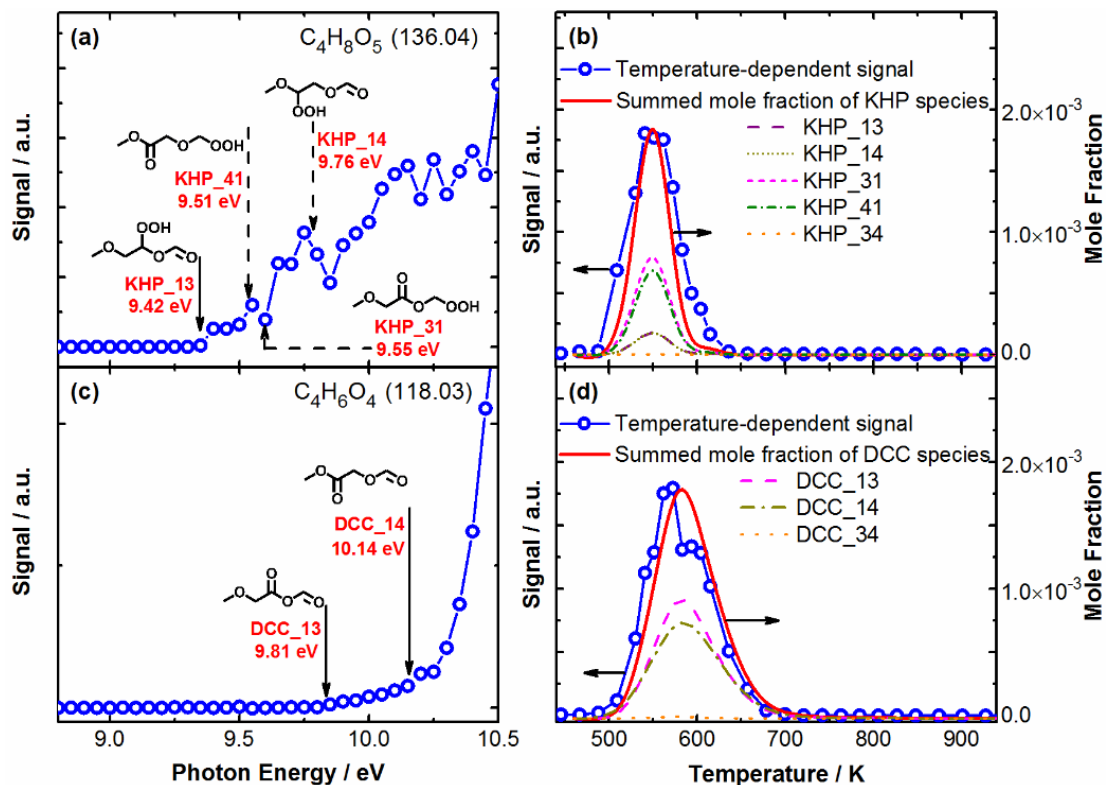 (a)
C₄H₈O₅ (136.04)
O
O
O
OOH
KHP_14
9.76 eV
O
O
O
OOH
KHP_41
9.51 eV
OOH
O
O
O
KHP_13
9.42 eV
O
O
O
OOH
KHP_31
9.55 eV
Signal / a.u.
(b)
Temperature-dependent signal
Summed mole fraction of KHP species
KHP_13
KHP_14
KHP_31
KHP_41
KHP_34
Signal / a.u.
2.0×10⁻³
1.0×10⁻³
0.0
Mole Fraction
(c)
C₄H₆O₄ (118.03)
O
O
O
O
DCC_14
10.14 eV
O
O
O
O
DCC_13
9.81 eV
Signal / a.u.
9.0
9.5
10.0
10.5
Photon Energy / eV
(d)
Temperature-dependent signal
Summed mole fraction of DCC species
DCC_13
DCC_14
DCC_34
Signal / a.u.
2.0×10⁻³
1.0×10⁻³
0.0
Mole Fraction
500
600
700
800
900
Temperature / K